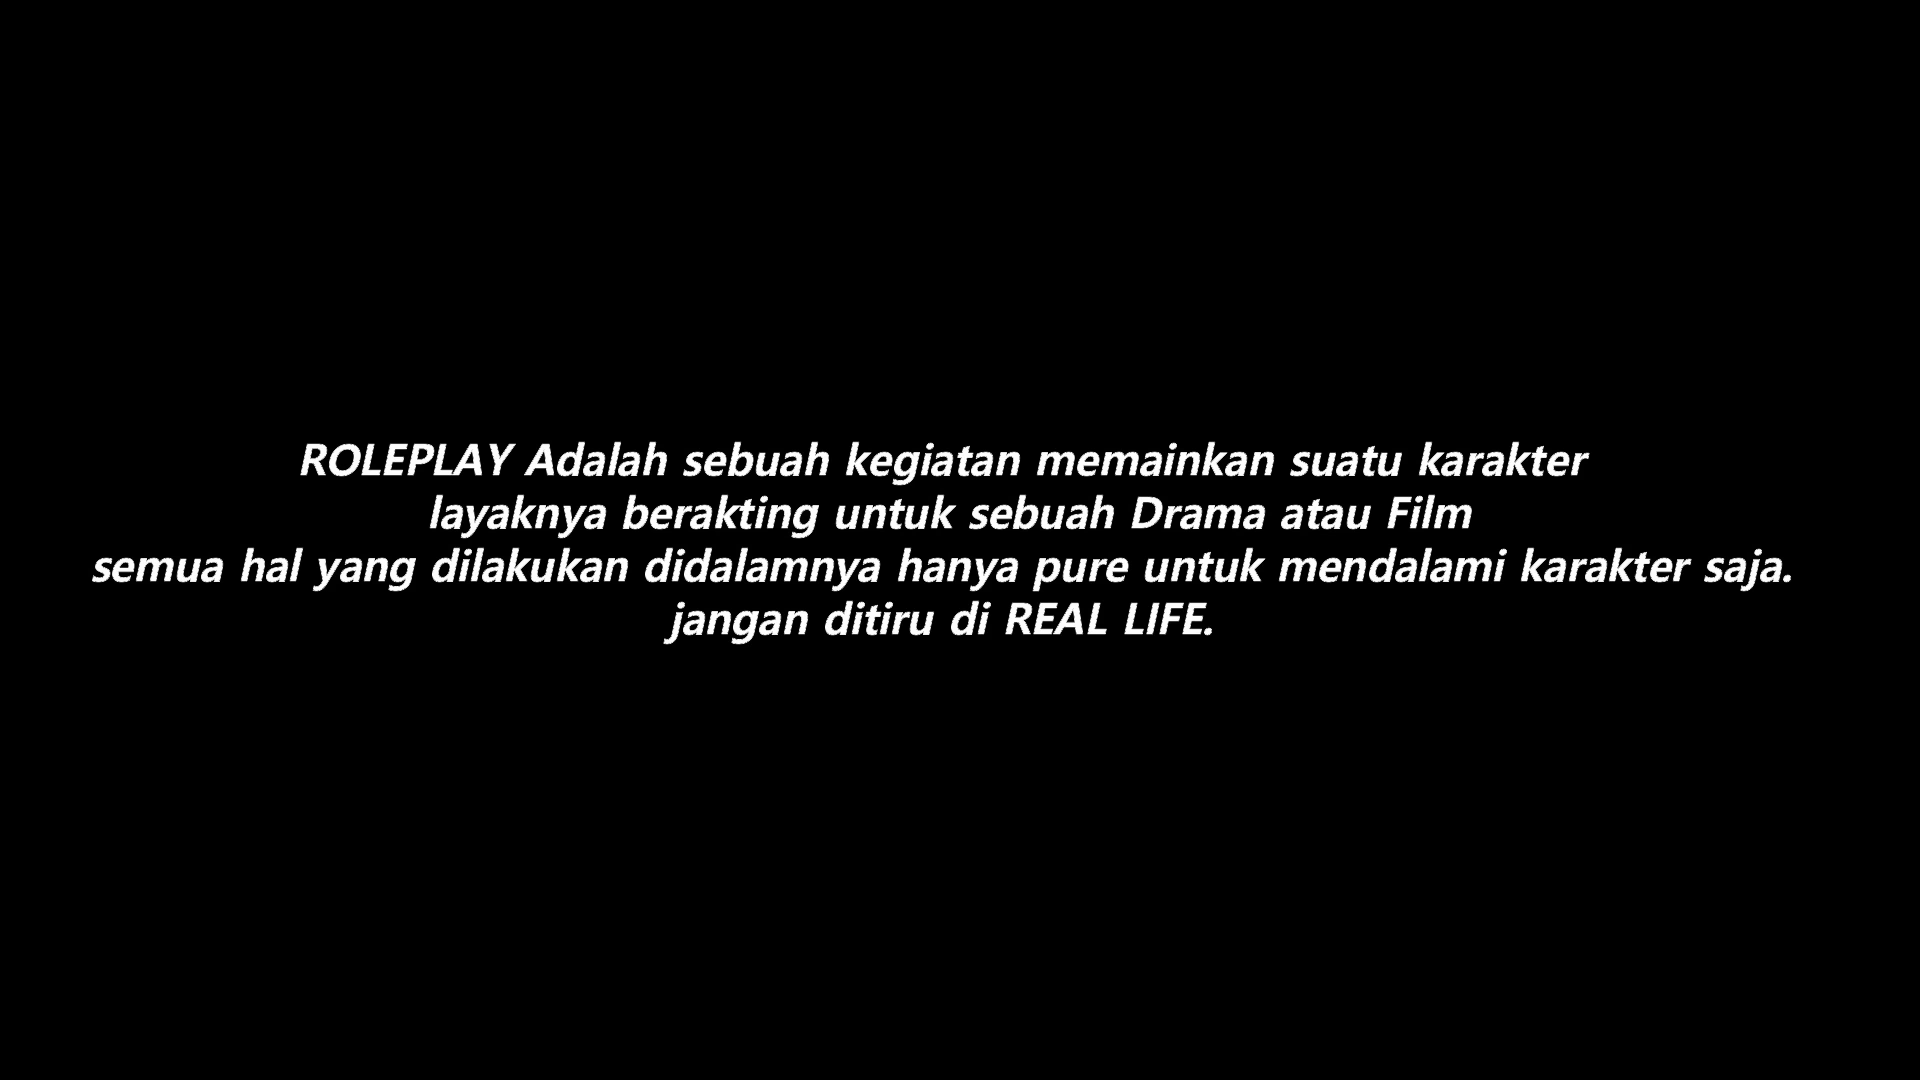 ROLEPLAY Adalah sebuah kegiatan memainkan suatu karakter
layaknya berakting untuk sebuah Drama atau Film
semua hal yang dilakukan didalamnya hanya pure untuk mendalami karakter saja.
jangan ditiru di REAL LIFE.